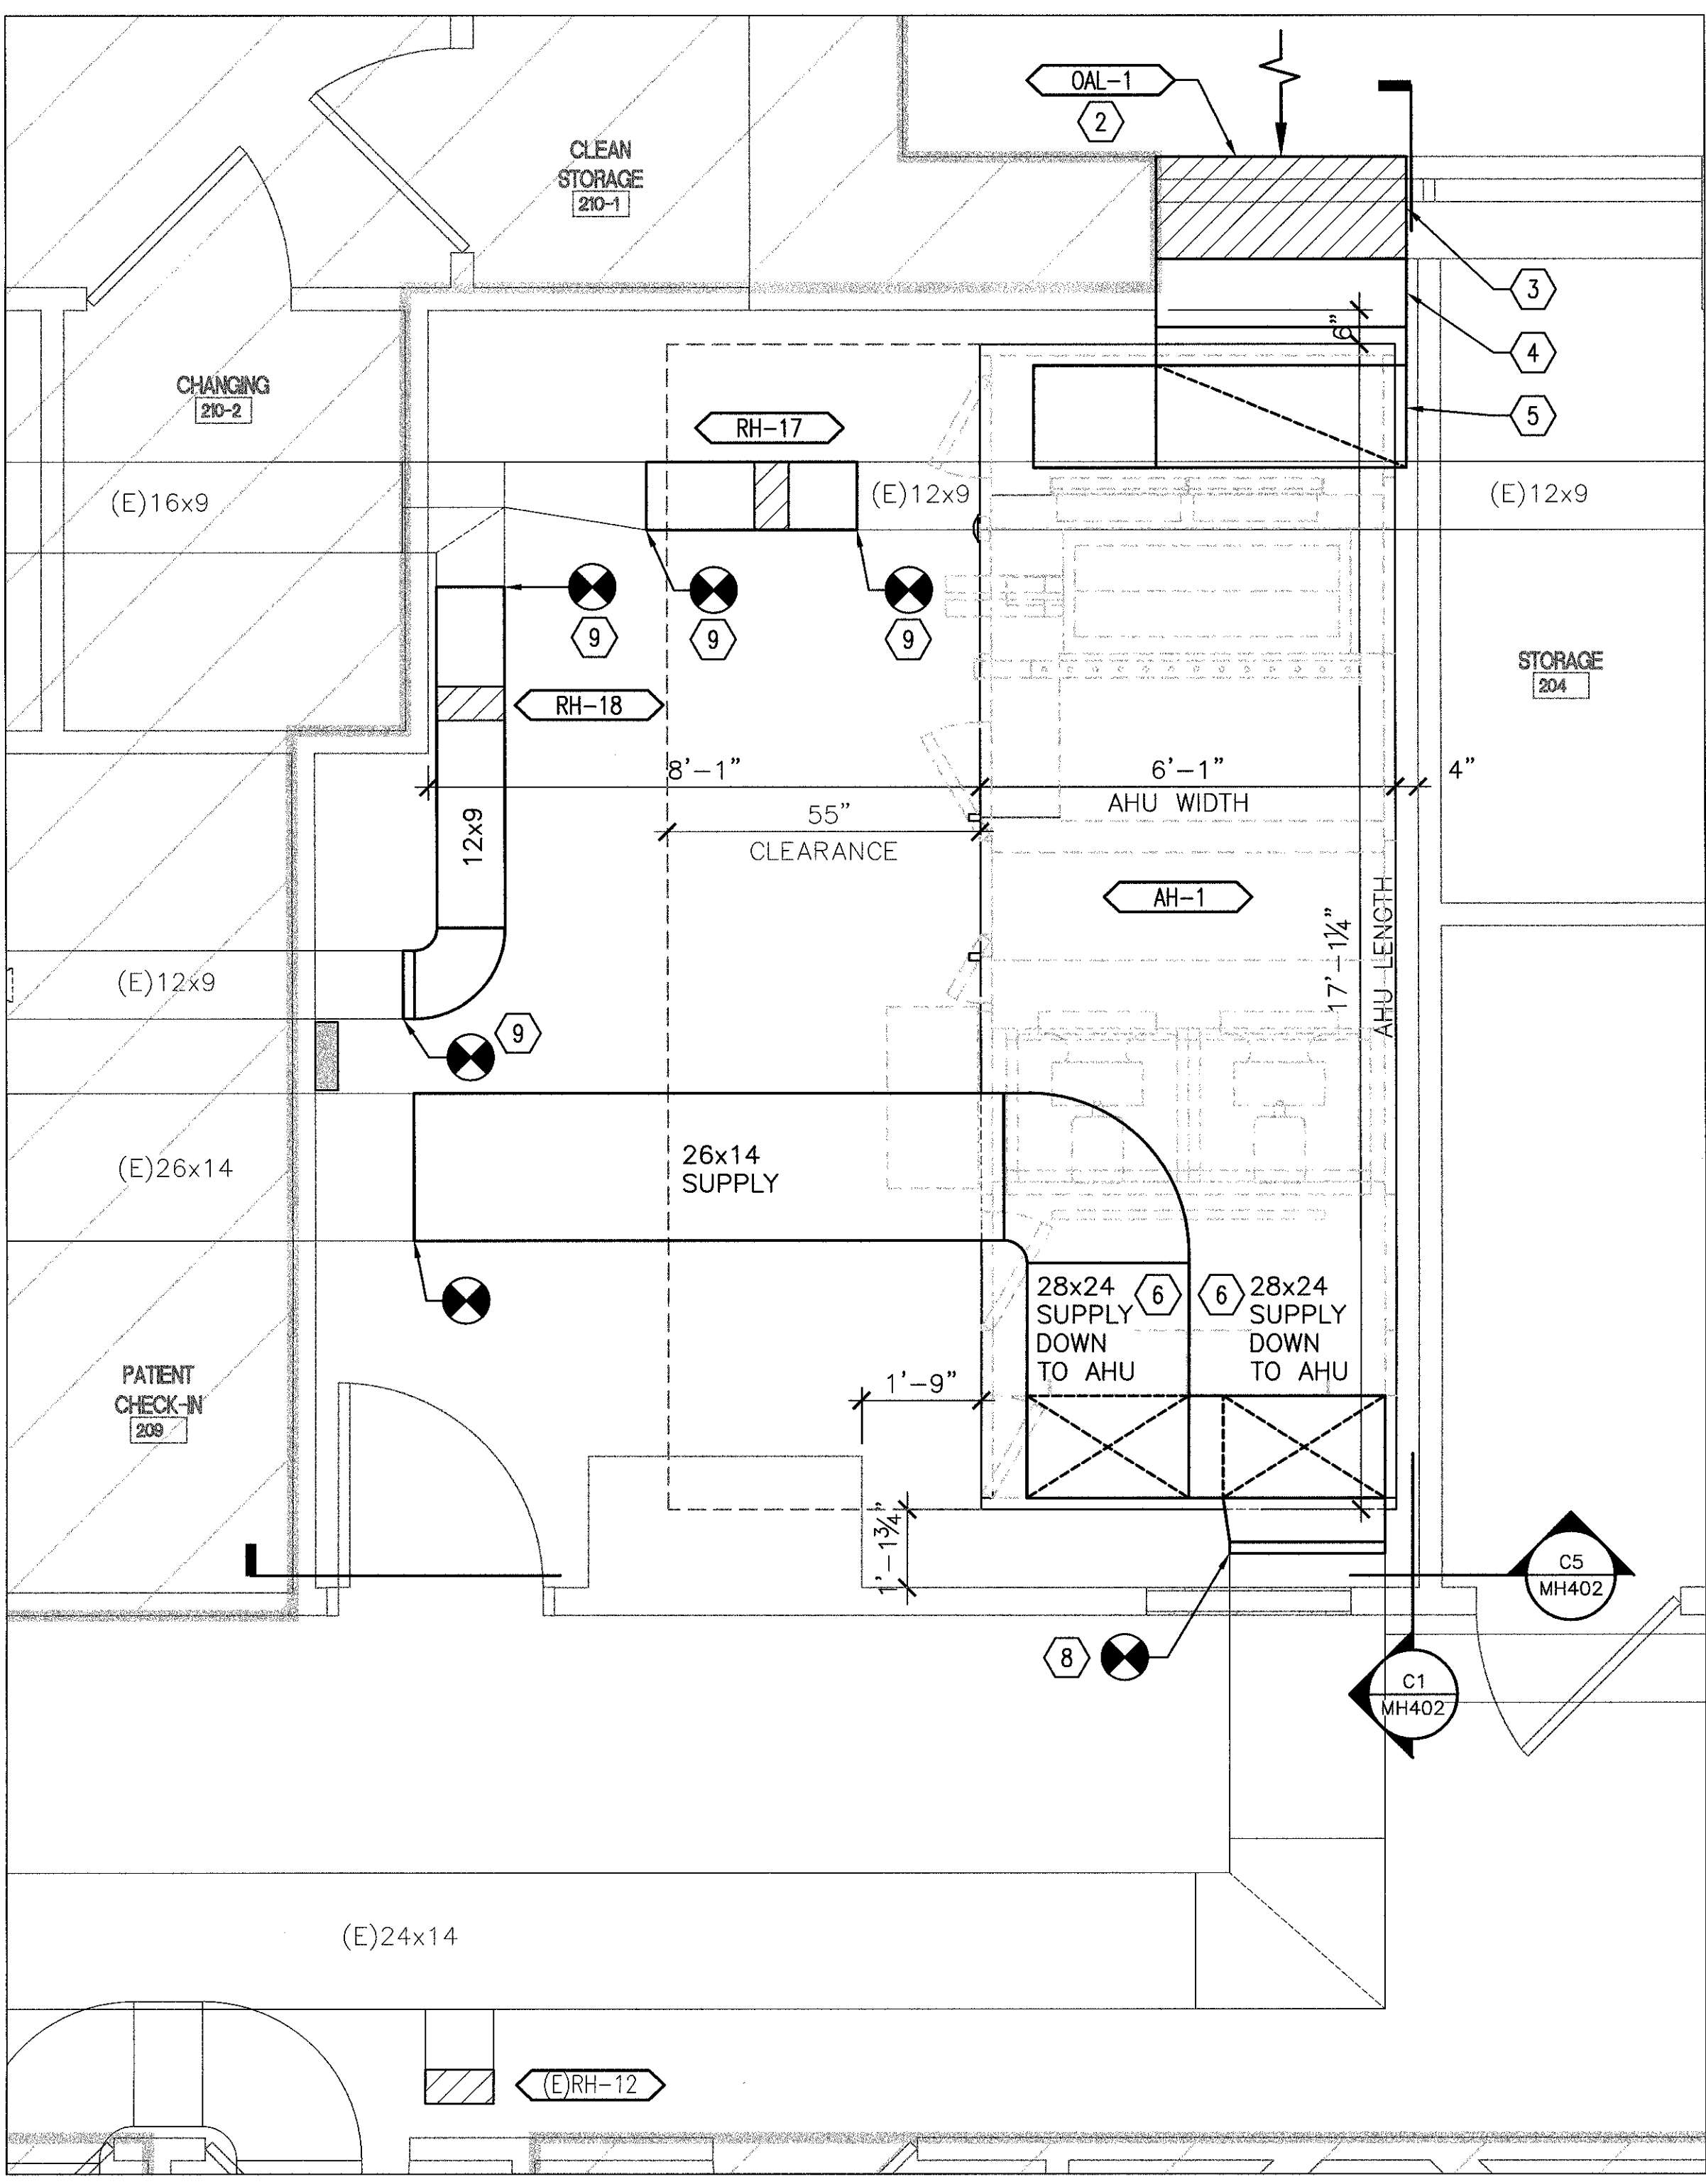 OAL-1
2
CLEAN
STORAGE
210-1
3
6"
4
CHANGING
210-2
5
RH-17
(E)16x9
(E)12x9
(E)12x9
9
9
9
STORAGE
204
RH-18
8'-1"
6'-1"
4"
AHU WIDTH
55"
CLEARANCE
12x9
AH-1
17'-1¼"
AHU LENGTH
(E)12x9
9
26x14
SUPPLY
(E)26x14
28x24
SUPPLY
DOWN
TO AHU
6
6
28x24
SUPPLY
DOWN
TO AHU
PATIENT
CHECK-IN
209
1'-9"
1'-1¾"
C5
MH402
8
C1
MH402
(E)24x14
(E)RH-12